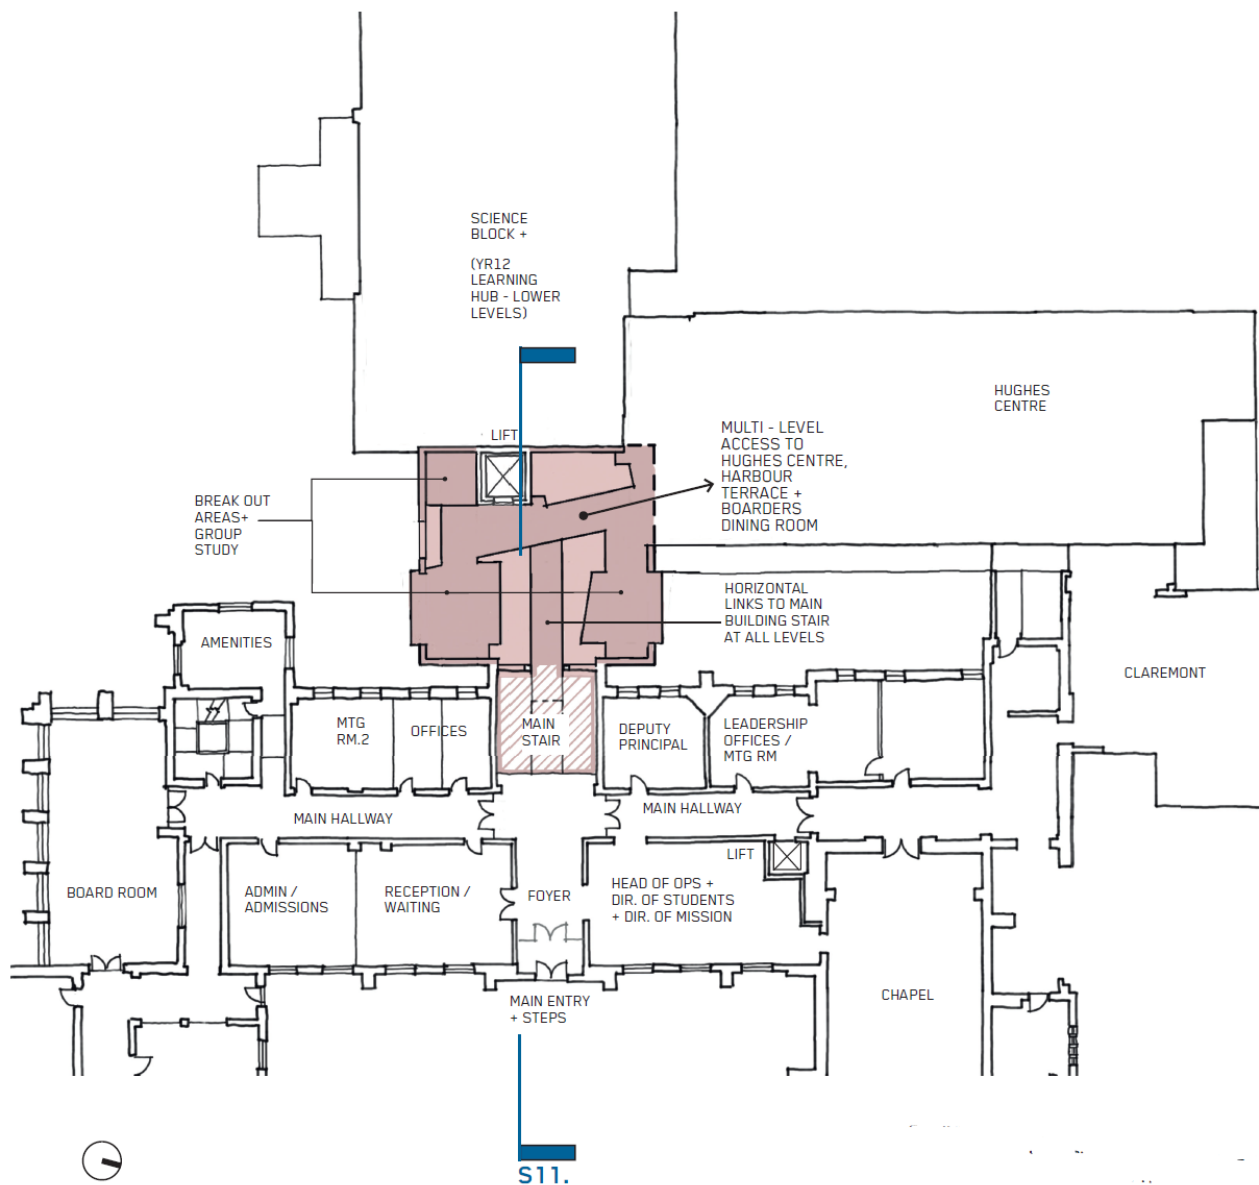 SCIENCE
BLOCK +
(YR12
LEARNING
HUB - LOWER
LEVELS)
HUGHES
CENTRE
LIFT
MULTI - LEVEL
ACCESS TO
HUGHES CENTRE,
HARBOUR
TERRACE +
BOARDERS
DINING ROOM
BREAK OUT
AREAS+
GROUP
STUDY
HORIZONTAL
LINKS TO MAIN
BUILDING STAIR
AT ALL LEVELS
AMENITIES
CLAREMONT
MTG
RM.2
OFFICES
MAIN
STAIR
DEPUTY
PRINCIPAL
LEADERSHIP
OFFICES /
MTG RM
MAIN HALLWAY
MAIN HALLWAY
LIFT
BOARD ROOM
ADMIN /
ADMISSIONS
RECEPTION /
WAITING
FOYER
HEAD OF OPS +
DIR. OF STUDENTS
+ DIR. OF MISSION
CHAPEL
MAIN ENTRY
+ STEPS
S11.